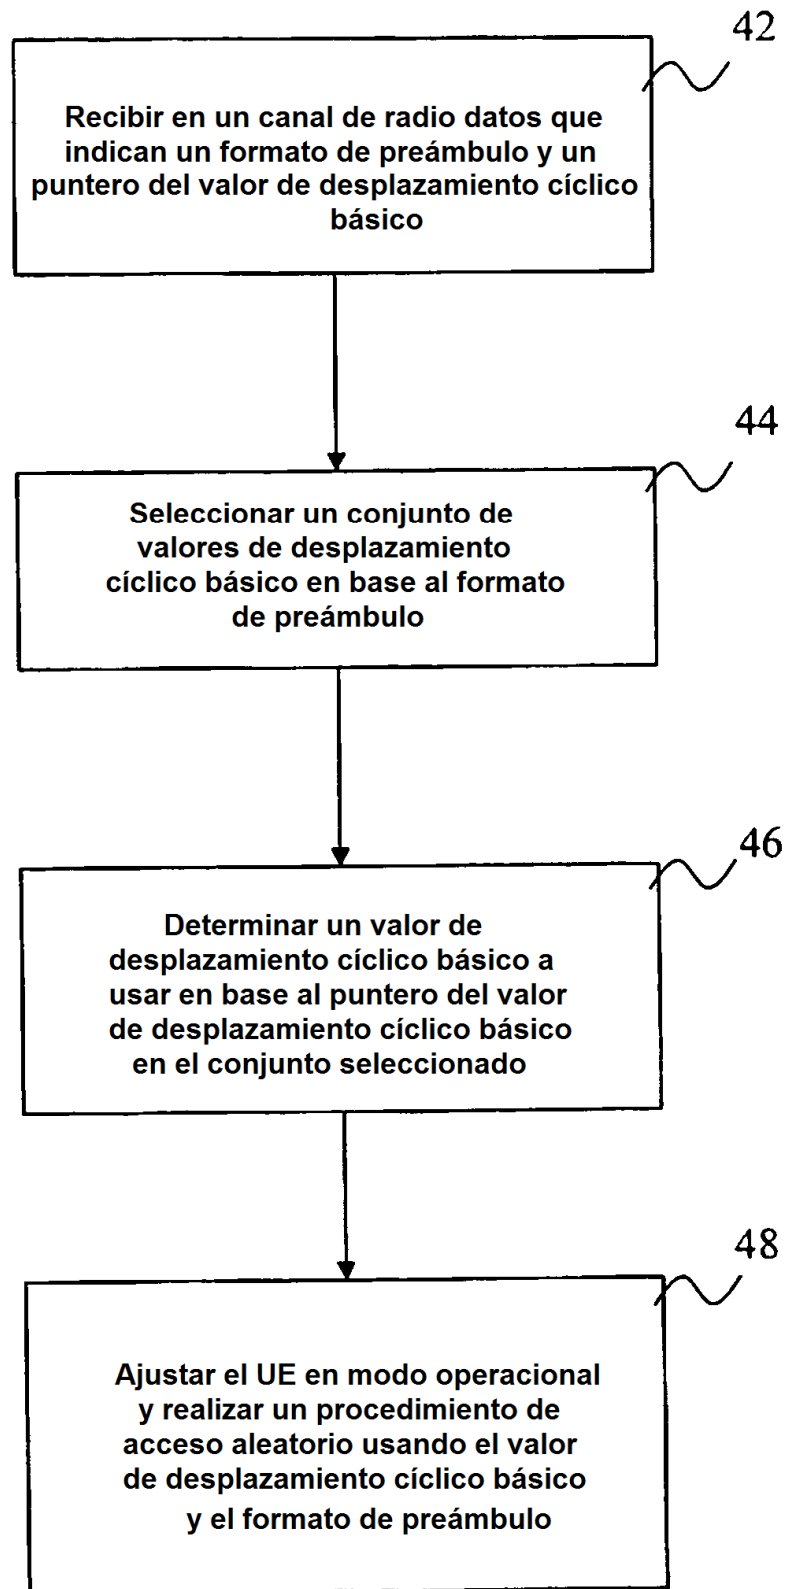 42
Recibir en un canal de radio datos que
indican un formato de preámbulo y un
puntero del valor de desplazamiento cíclico
básico
44
Seleccionar un conjunto de
valores de desplazamiento
cíclico básico en base al formato
de preámbulo
46
Determinar un valor de
desplazamiento cíclico básico a
usar en base al puntero del valor
de desplazamiento cíclico básico
en el conjunto seleccionado
48
Ajustar el UE en modo operacional
y realizar un procedimiento de
acceso aleatorio usando el valor
de desplazamiento cíclico básico
y el formato de preámbulo